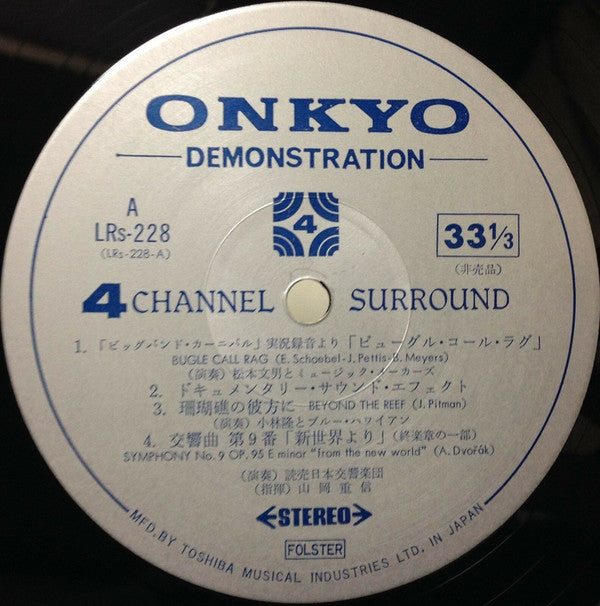 ONKYO
DEMONSTRATION
A
LRs-228
(LRs-228-A)
4
33⅓
(非売品)
4 CHANNEL SURROUND
1. 「ビッグバンド・カーニバル」実況録音より「ビューグル・コール・ラグ」
BUGLE CALL RAG (E. Schoebel-J. Pettis-B. Meyers)
(演奏) 松本文男とミュージック・メーカーズ
2. ドキュメンタリー・サウンド・エフェクト
3. 珊瑚礁の彼方に BEYOND THE REEF (J. Pitman)
(演奏) 小林隆とブルー・ハワイアン
4. 交響曲 第9番「新世界より」(終楽章の一部)
SYMPHONY No. 9 OP. 95 E minor "from the new world" (A. Dvořák)
(演奏) 読売日本交響楽団
(指揮) 山岡重信
STEREO
FOLSTER
MFD. BY TOSHIBA MUSICAL INDUSTRIES LTD. IN JAPAN